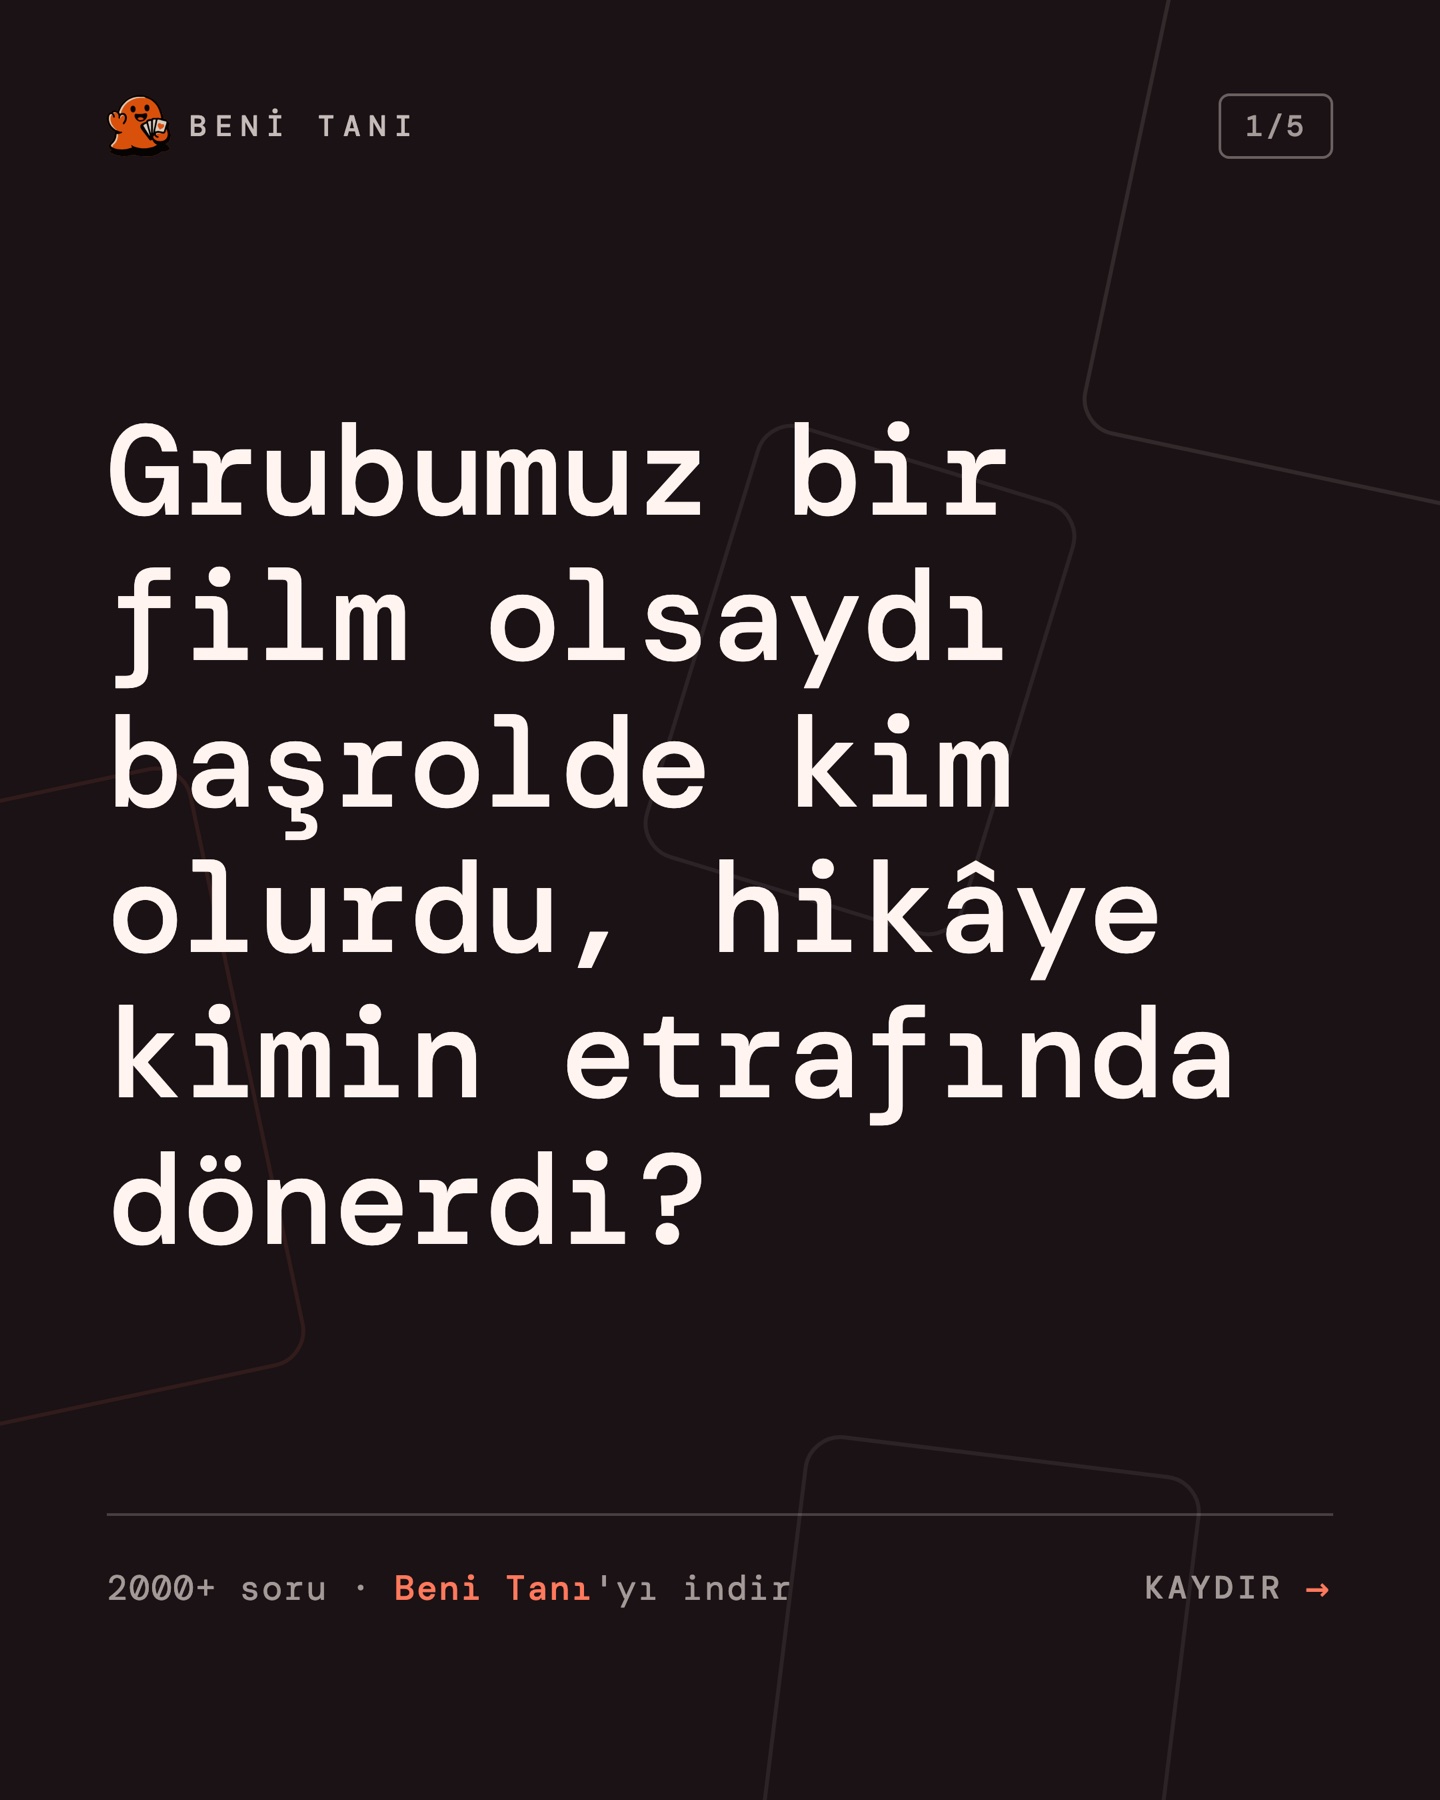 BENİ TANI
1/5
Grubumuz bir
film olsaydı
başrolde kim
olurdu, hikâye
kimin etrafında
dönerdi?
2000+ soru · Beni Tanı'yı indir
KAYDIR →